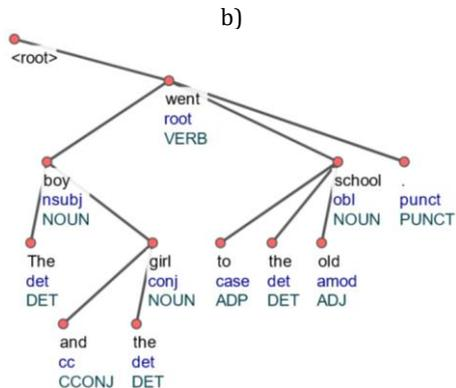 b)
<root>
went
root
VERB
boy
nsubj
NOUN
school
obl
NOUN
.
punct
PUNCT
The
det
DET
girl
conj
NOUN
to
case
ADP
the
det
DET
old
amod
ADJ
and
cc
CCONJ
the
det
DET